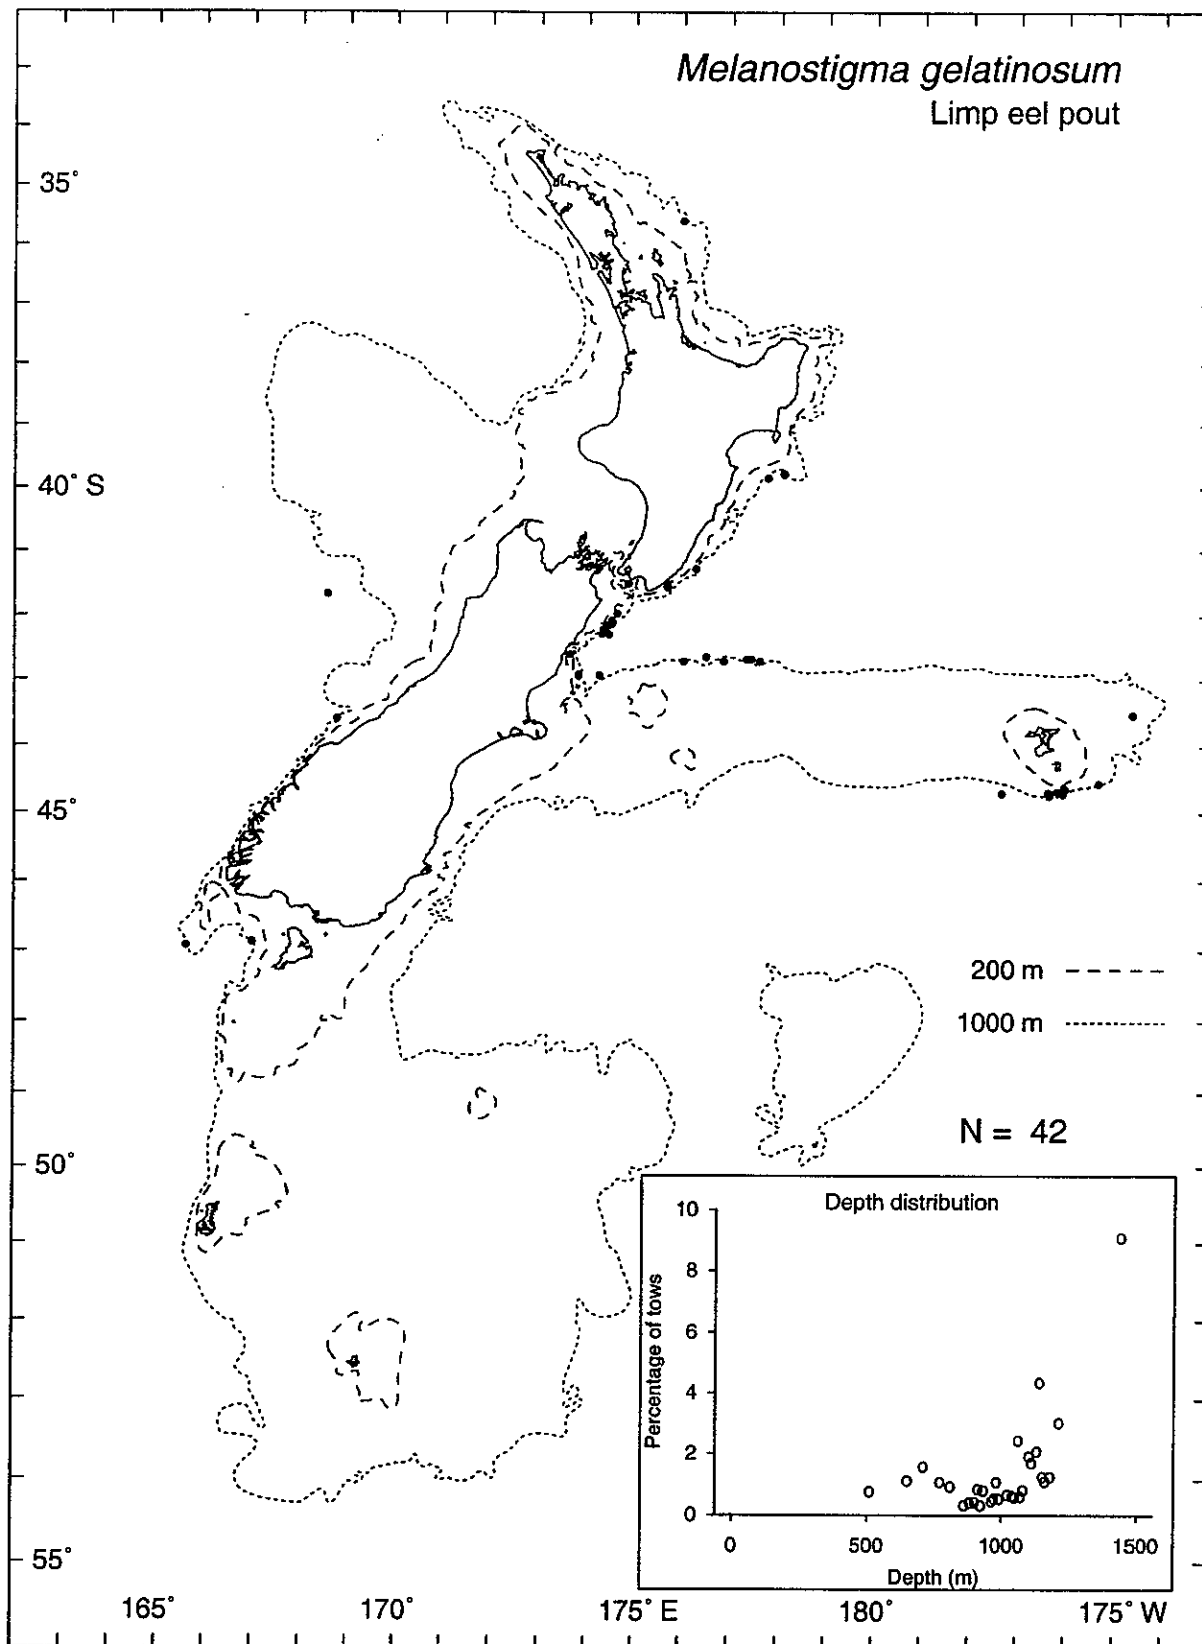 Melanostigma gelatinosum
Limp eel pout
35°
40° S
45°
50°
55°
200 m
1000 m
N = 42
Depth distribution
10
8
6
4
2
0
Percentage of tows
0 500 1000 1500
Depth (m)
165° 170° 175° E 180° 175° W